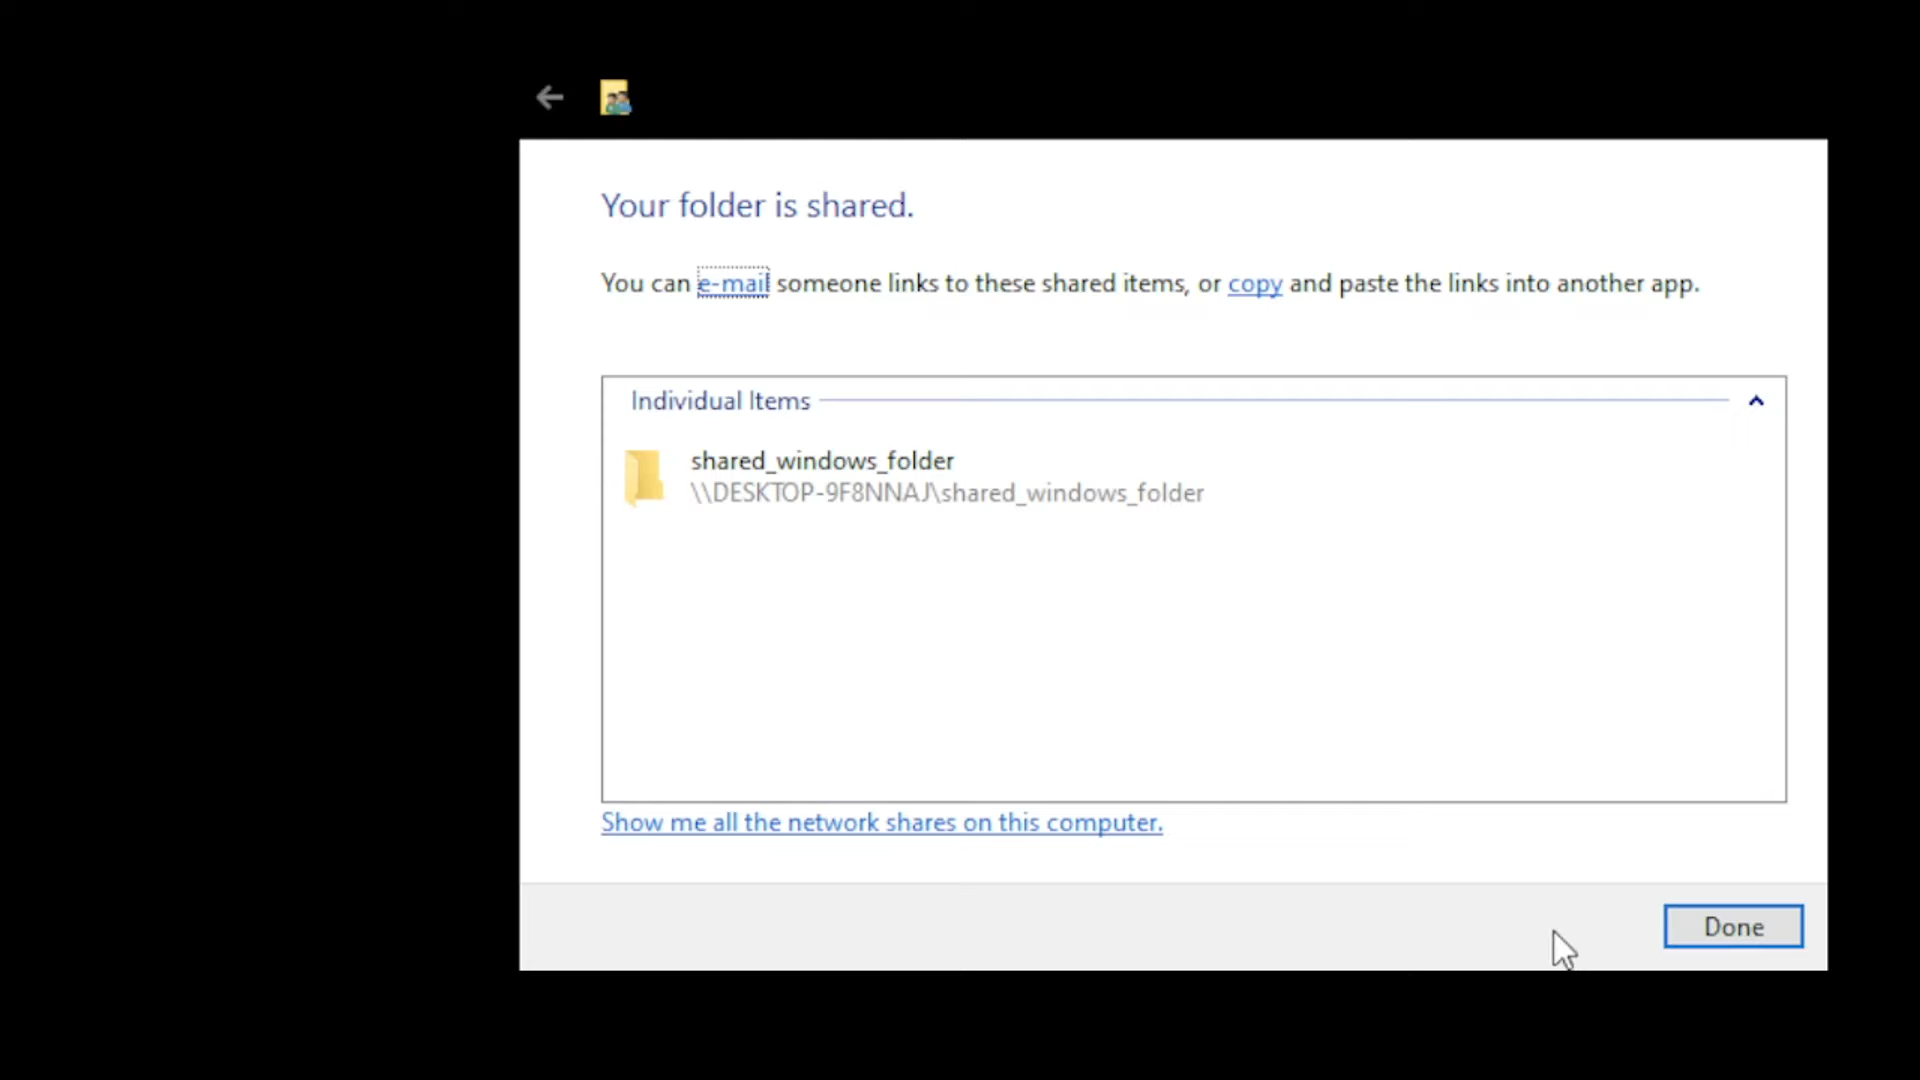 Your folder is shared.
You can e-mail someone links to these shared items, or copy and paste the links into another app.
Individual Items
shared_windows_folder
\\DESKTOP-9F8NNAJ\shared_windows_folder
Show me all the network shares on this computer.
Done